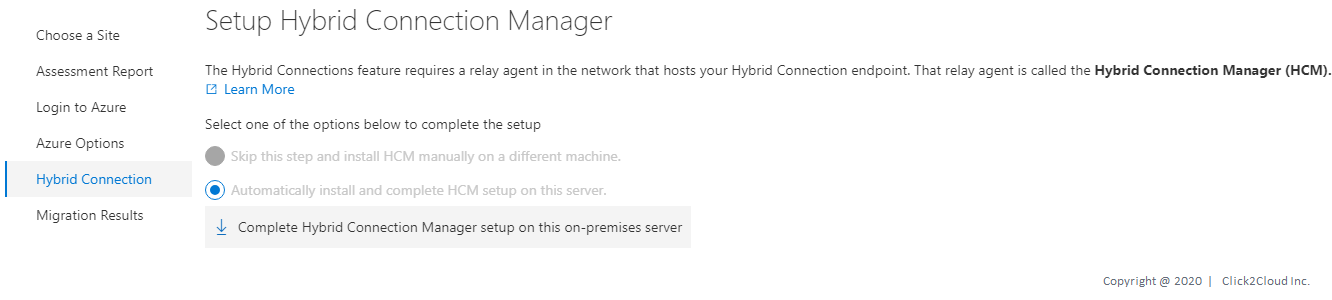 Setup Hybrid Connection Manager
Choose a Site
Assessment Report
Login to Azure
Azure Options
Hybrid Connection
Migration Results
The Hybrid Connections feature requires a relay agent in the network that hosts your Hybrid Connection endpoint. That relay agent is called the Hybrid Connection Manager (HCM).
Learn More
Select one of the options below to complete the setup
Skip this step and install HCM manually on a different machine.
Automatically install and complete HCM setup on this server.
Complete Hybrid Connection Manager setup on this on-premises server
Copyright @ 2020 | Click2Cloud Inc.